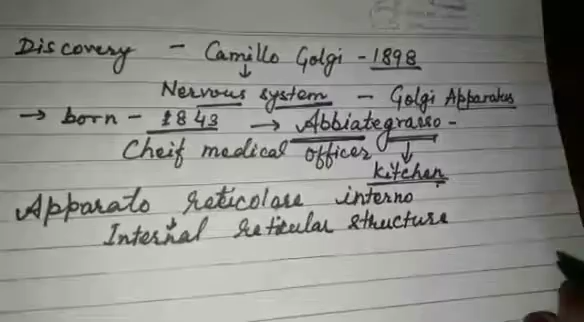 Discovery - Camillo Golgi - 1898
↓
Nervous system - Golgi Apparatus
→ born - 1843 → Abbiategrasso -
Cheif medical officer ↓
kitchen
Apparato reticolare interno
Internal reticular structure